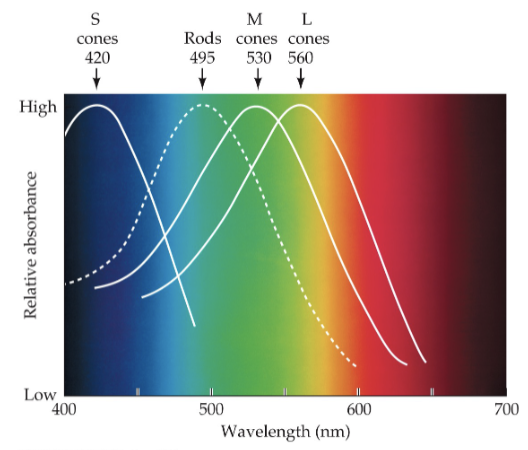 S
cones
420
Rods
495
M
cones
530
L
cones
560
High
Relative absorbance
Low
400
500
600
700
Wavelength (nm)